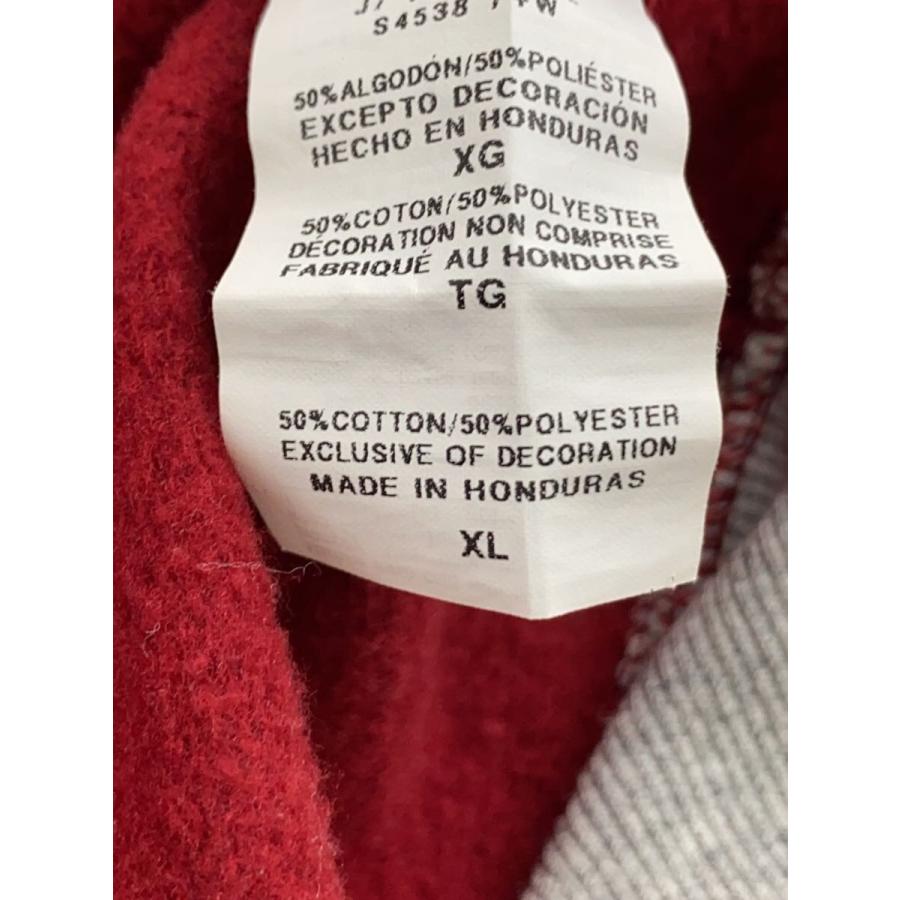 S4538
50%ALGODÓN/50%POLIÉSTER
EXCEPTO DECORACIÓN
HECHO EN HONDURAS
XG
50%COTON/50%POLYESTER
DÉCORATION NON COMPRISE
FABRIQUÉ AU HONDURAS
TG
50%COTTON/50%POLYESTER
EXCLUSIVE OF DECORATION
MADE IN HONDURAS
XL